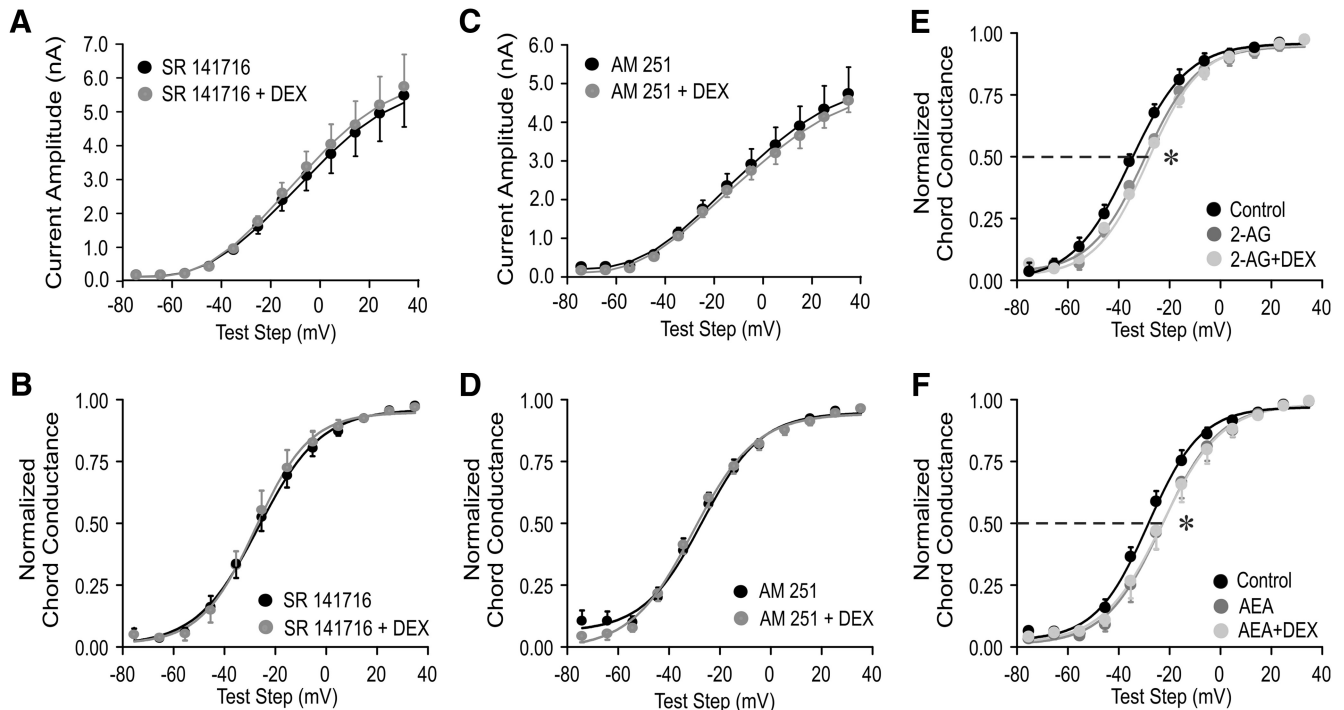 A
Current Amplitude (nA)
7.0
6.0
5.0
4.0
3.0
2.0
1.0
0.0
SR 141716
SR 141716 + DEX
-80 -60 -40 -20 0 20 40
Test Step (mV)
C
Current Amplitude (nA)
6.0
5.0
4.0
3.0
2.0
1.0
0.0
AM 251
AM 251 + DEX
-80 -60 -40 -20 0 20 40
Test Step (mV)
E
Normalized
Chord Conductance
1.00
0.75
0.50
0.25
0.00
*
Control
2-AG
2-AG+DEX
-80 -60 -40 -20 0 20 40
Test Step (mV)
B
Normalized
Chord Conductance
1.00
0.75
0.50
0.25
0.00
SR 141716
SR 141716 + DEX
-80 -60 -40 -20 0 20 40
Test Step (mV)
D
Normalized
Chord Conductance
1.00
0.75
0.50
0.25
0.00
AM 251
AM 251 + DEX
-80 -60 -40 -20 0 20 40
Test Step (mV)
F
Normalized
Chord Conductance
1.00
0.75
0.50
0.25
0.00
*
Control
AEA
AEA+DEX
-80 -60 -40 -20 0 20 40
Test Step (mV)